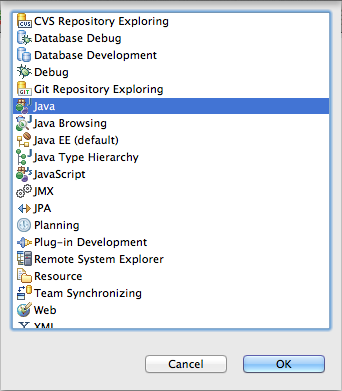 CVS Repository Exploring
Database Debug
Database Development
Debug
Git Repository Exploring
Java
Java Browsing
Java EE (default)
Java Type Hierarchy
JavaScript
JMX
JPA
Planning
Plug-in Development
Remote System Explorer
Resource
Team Synchronizing
Web
XML
Cancel
OK